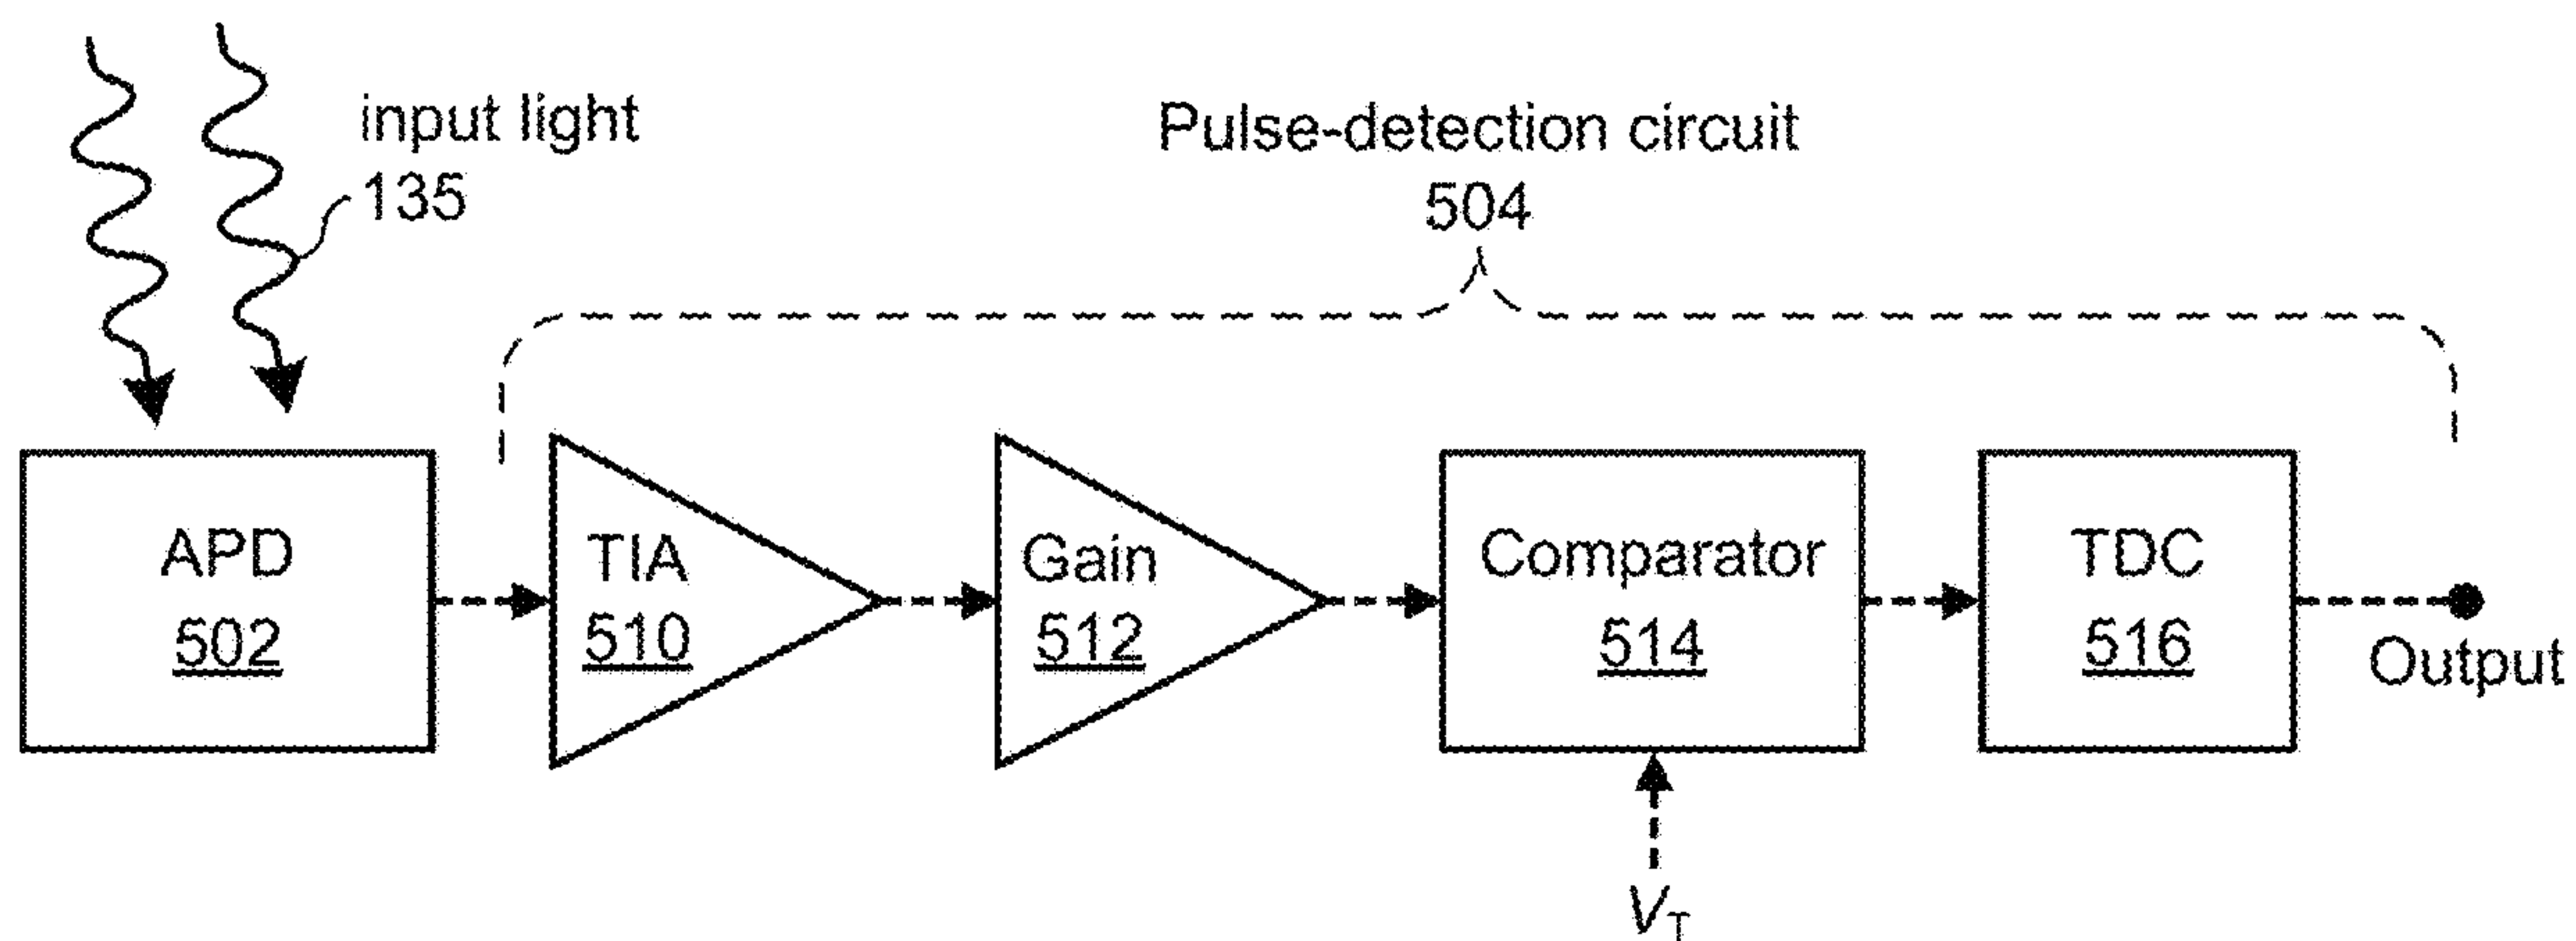 input light
135
Pulse-detection circuit
504
APD
502
TIA
510
Gain
512
Comparator
514
TDC
516
Output
VT